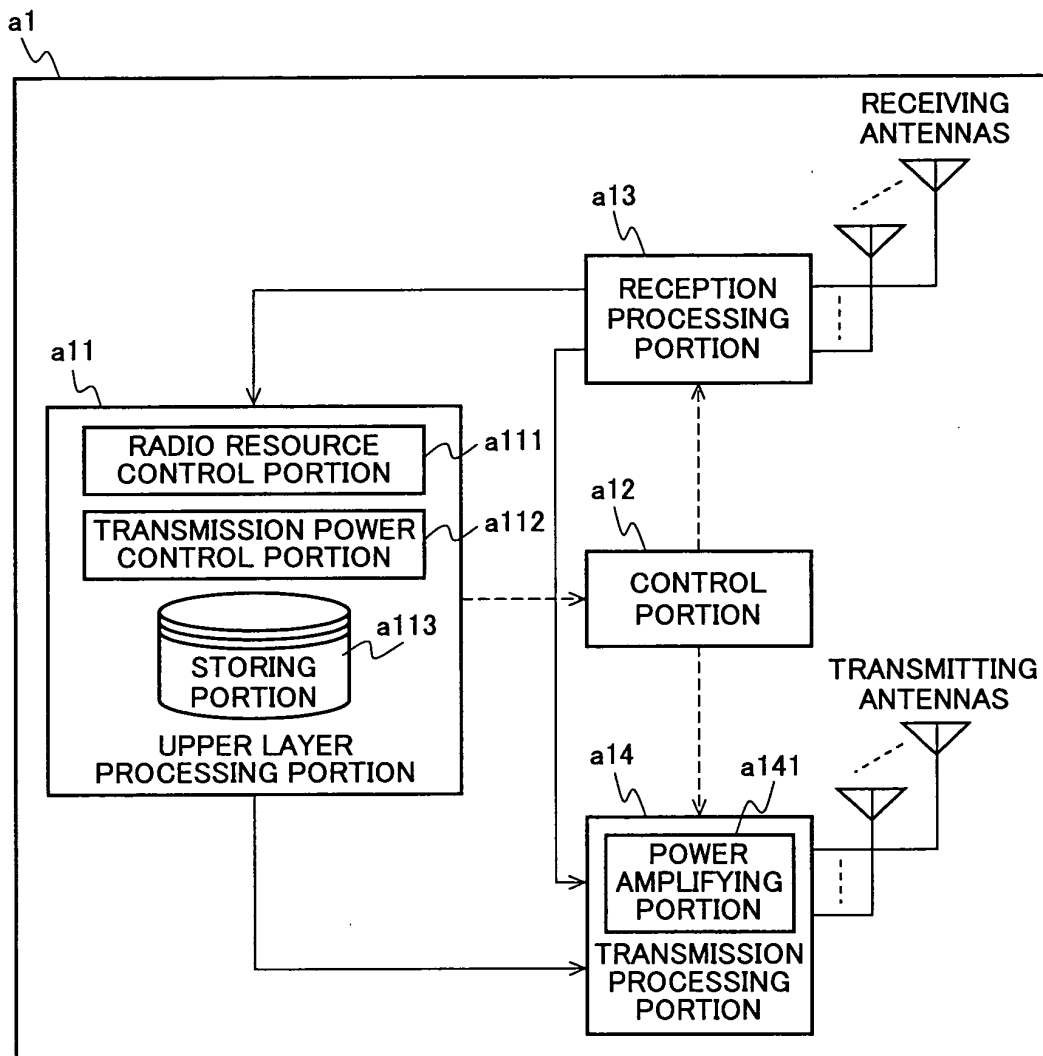 a1
RECEIVING
ANTENNAS
a13
RECEPTION
PROCESSING
PORTION
a11
RADIO RESOURCE
CONTROL PORTION
a111
TRANSMISSION POWER
CONTROL PORTION
a112
a12
CONTROL
PORTION
a113
STORING
PORTION
UPPER LAYER
PROCESSING PORTION
TRANSMITTING
ANTENNAS
a14
a141
POWER
AMPLIFYING
PORTION
TRANSMISSION
PROCESSING
PORTION